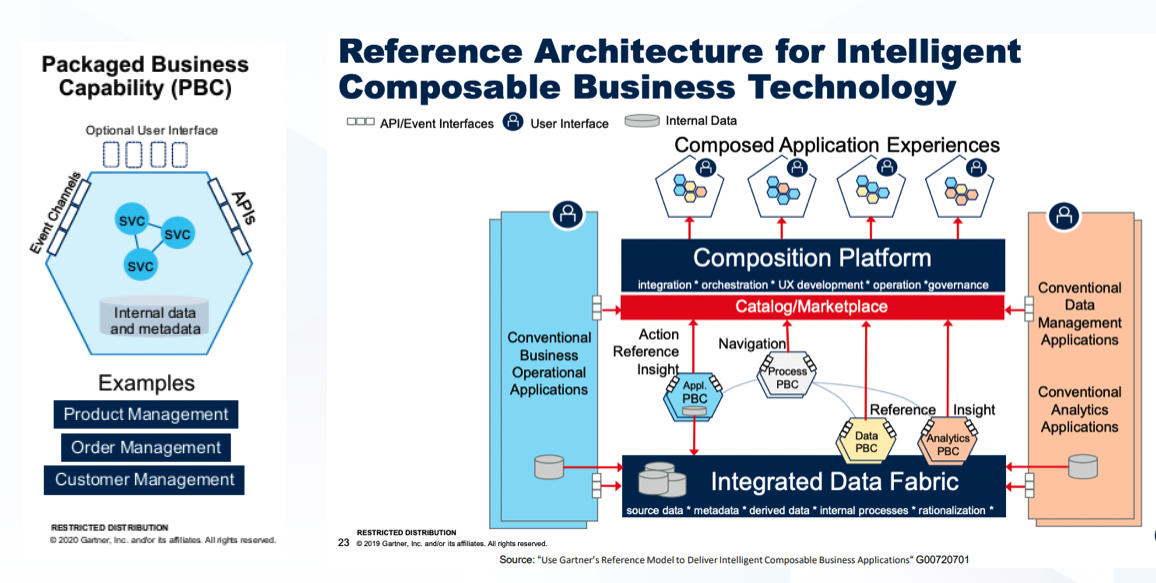 Packaged Business
Capability (PBC)
Optional User Interface
Event Channels
APIs
SVC
SVC
SVC
Internal data
and metadata
Examples
Product Management
Order Management
Customer Management
RESTRICTED DISTRIBUTION
© 2020 Gartner, Inc. and/or its affiliates. All rights reserved.
Reference Architecture for Intelligent
Composable Business Technology
API/Event Interfaces
User Interface
Internal Data
Composed Application Experiences
Composition Platform
integration * orchestration * UX development * operation *governance
Catalog/Marketplace
Conventional
Business
Operational
Applications
Action
Reference
Insight
Navigation
Appl.
PBC
Process
PBC
Reference
Insight
Data
PBC
Analytics
PBC
Conventional
Data
Management
Applications
Conventional
Analytics
Applications
Integrated Data Fabric
source data * metadata * derived data * internal processes * rationalization *
RESTRICTED DISTRIBUTION
23 © 2019 Gartner, Inc. and/or its affiliates. All rights reserved.
Source: "Use Gartner's Reference Model to Deliver Intelligent Composable Business Applications" G00720701